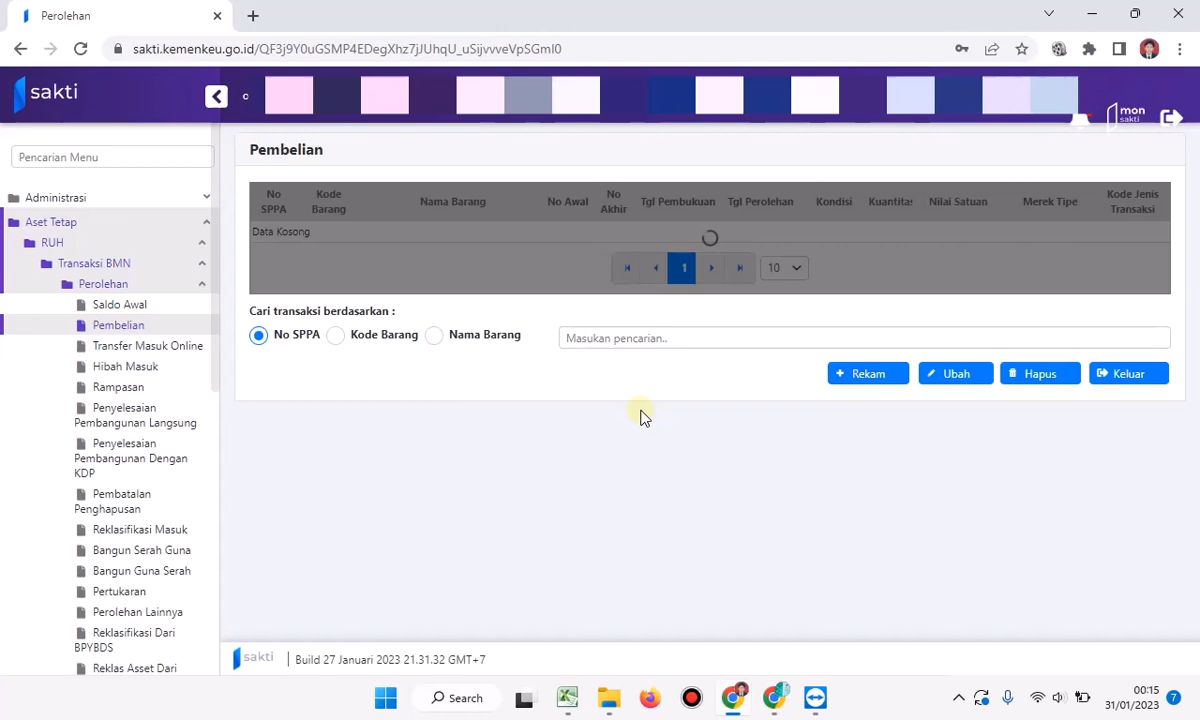 Perolehan
sakti.kemenkeu.go.id/QF3j9Y0uGSMP4EDegXhz7jJUhqU_uSijvvveVpSGmI0
sakti
mon
sakti
Pencarian Menu
Administrasi
Aset Tetap
RUH
Transaksi BMN
Perolehan
Saldo Awal
Pembelian
Transfer Masuk Online
Hibah Masuk
Rampasan
Penyelesaian
Pembangunan Langsung
Penyelesaian
Pembangunan Dengan
KDP
Pembatalan
Penghapusan
Reklasifikasi Masuk
Bangun Serah Guna
Bangun Guna Serah
Pertukaran
Perolehan Lainnya
Reklasifikasi Dari
BPYBDS
Reklas Asset Dari
Pembelian
No SPPA Kode Barang Nama Barang No Awal No Akhir Tgl Pembukuan Tgl Perolehan Kondisi Kuantitas Nilai Satuan Merek Tipe Kode Jenis Transaksi
Data Kosong
1 10
Cari transaksi berdasarkan :
No SPPA Kode Barang Nama Barang Masukan pencarian..
Rekam Ubah Hapus Keluar
sakti Build 27 Januari 2023 21.31.32 GMT+7
Search
00:15
31/01/2023
7